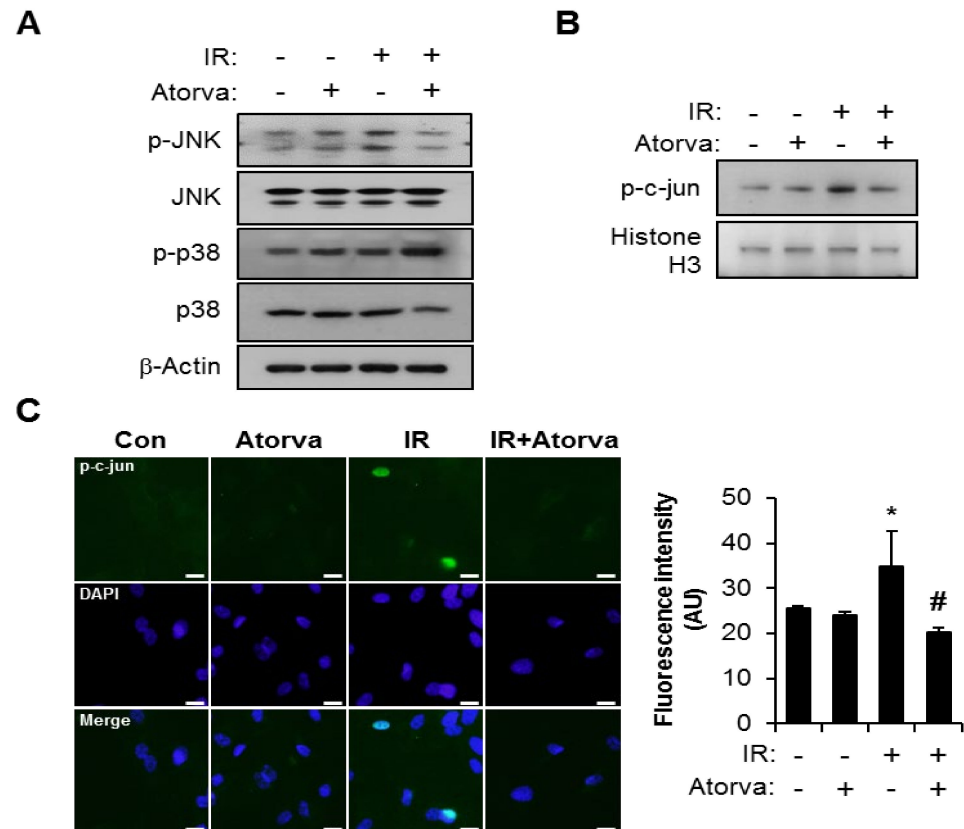 A
IR: - - + +
Atorva: - + - +
p-JNK
JNK
p-p38
p38
β-Actin
B
IR: - - + +
Atorva: - + - +
p-c-jun
Histone
H3
C
Con Atorva IR IR+Atorva
p-c-jun
DAPI
Merge
Fluorescence intensity
(AU)
50
40
30
20
10
0
*
#
IR: - - + +
Atorva: - + - +